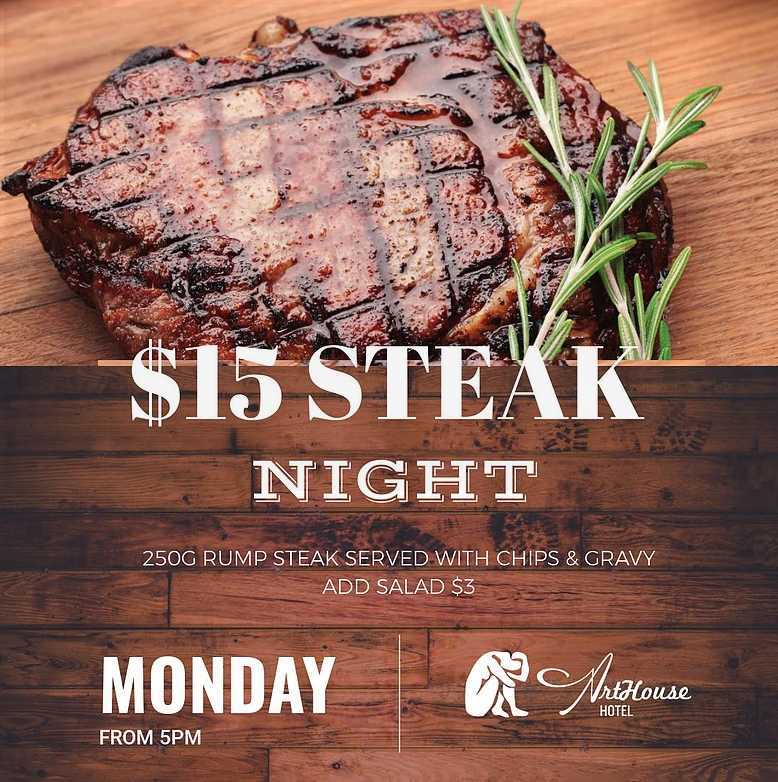 $15 STEAK
NIGHT
250G RUMP STEAK SERVED WITH CHIPS & GRAVY
ADD SALAD $3
MONDAY
FROM 5PM
ArtHouse
HOTEL